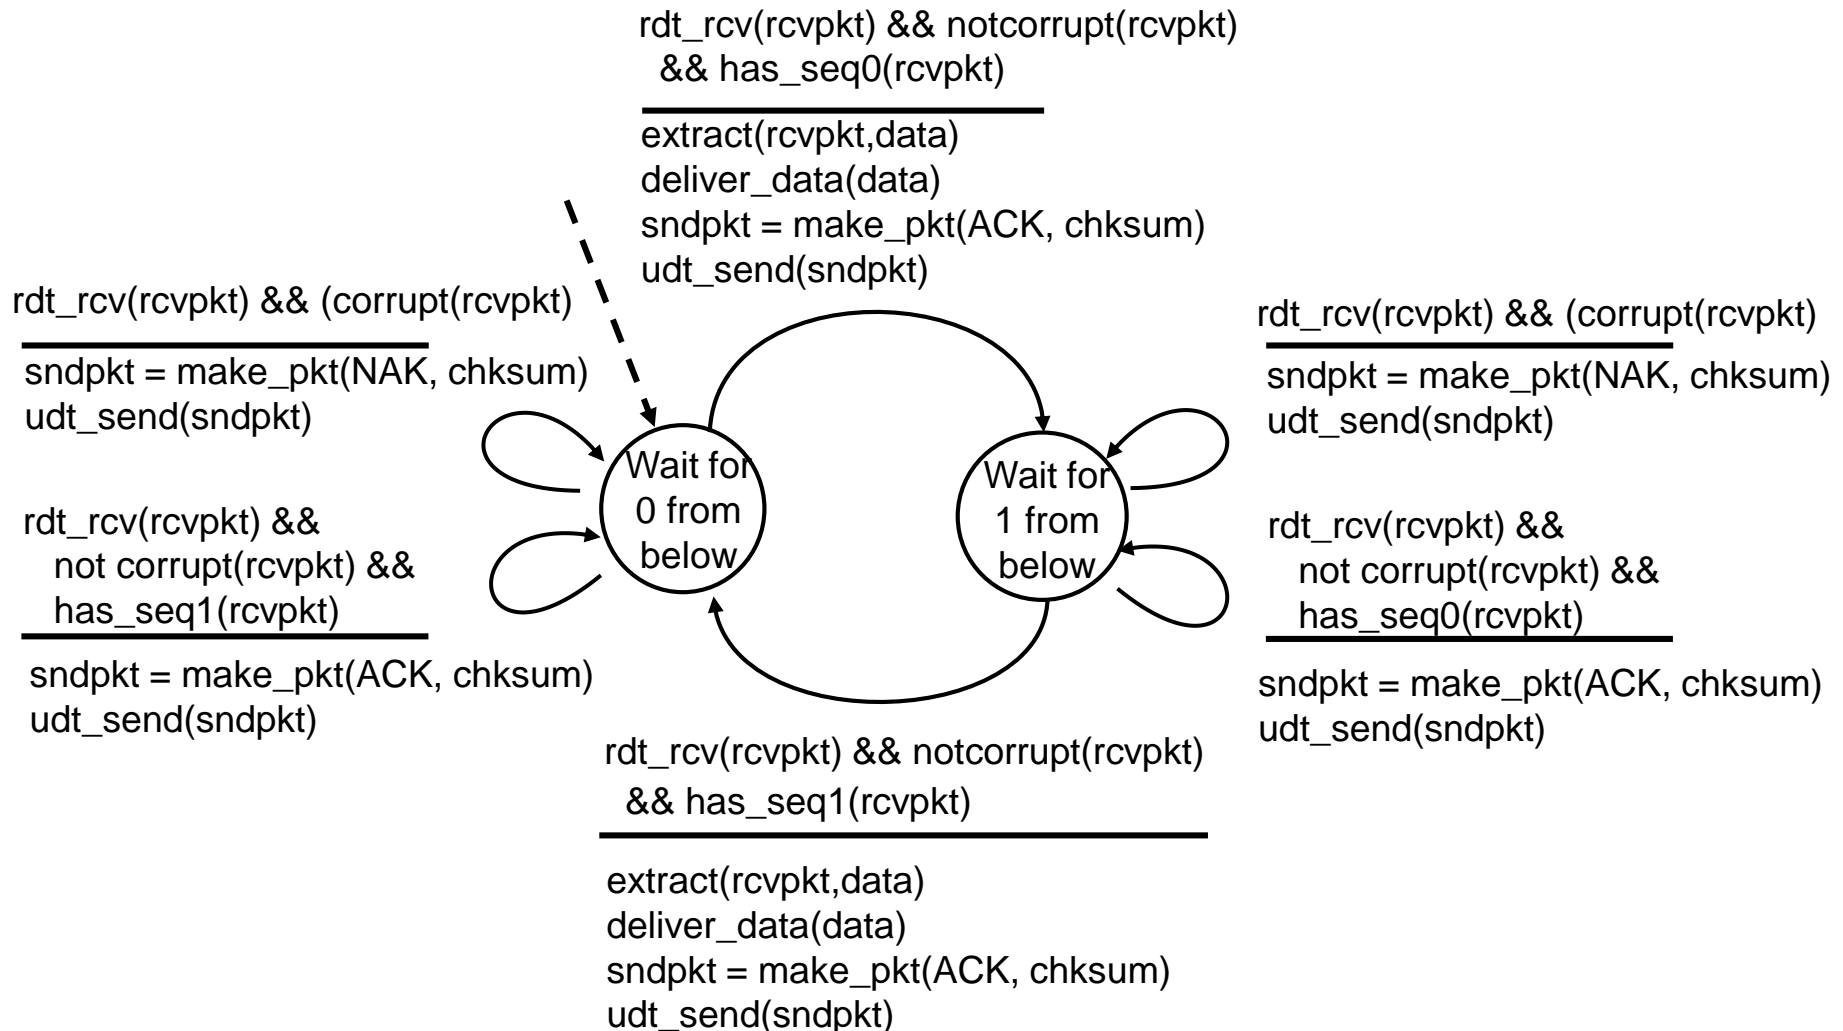 rdt_rcv(rcvpkt) && notcorrupt(rcvpkt)
&& has_seq0(rcvpkt)
extract(rcvpkt,data)
deliver_data(data)
sndpkt = make_pkt(ACK, chksum)
udt_send(sndpkt)
rdt_rcv(rcvpkt) && (corrupt(rcvpkt)
sndpkt = make_pkt(NAK, chksum)
udt_send(sndpkt)
rdt_rcv(rcvpkt) &&
not corrupt(rcvpkt) &&
has_seq1(rcvpkt)
sndpkt = make_pkt(ACK, chksum)
udt_send(sndpkt)
Wait for
0 from
below
Wait for
1 from
below
rdt_rcv(rcvpkt) && (corrupt(rcvpkt)
sndpkt = make_pkt(NAK, chksum)
udt_send(sndpkt)
rdt_rcv(rcvpkt) &&
not corrupt(rcvpkt) &&
has_seq0(rcvpkt)
sndpkt = make_pkt(ACK, chksum)
udt_send(sndpkt)
rdt_rcv(rcvpkt) && notcorrupt(rcvpkt)
&& has_seq1(rcvpkt)
extract(rcvpkt,data)
deliver_data(data)
sndpkt = make_pkt(ACK, chksum)
udt_send(sndpkt)